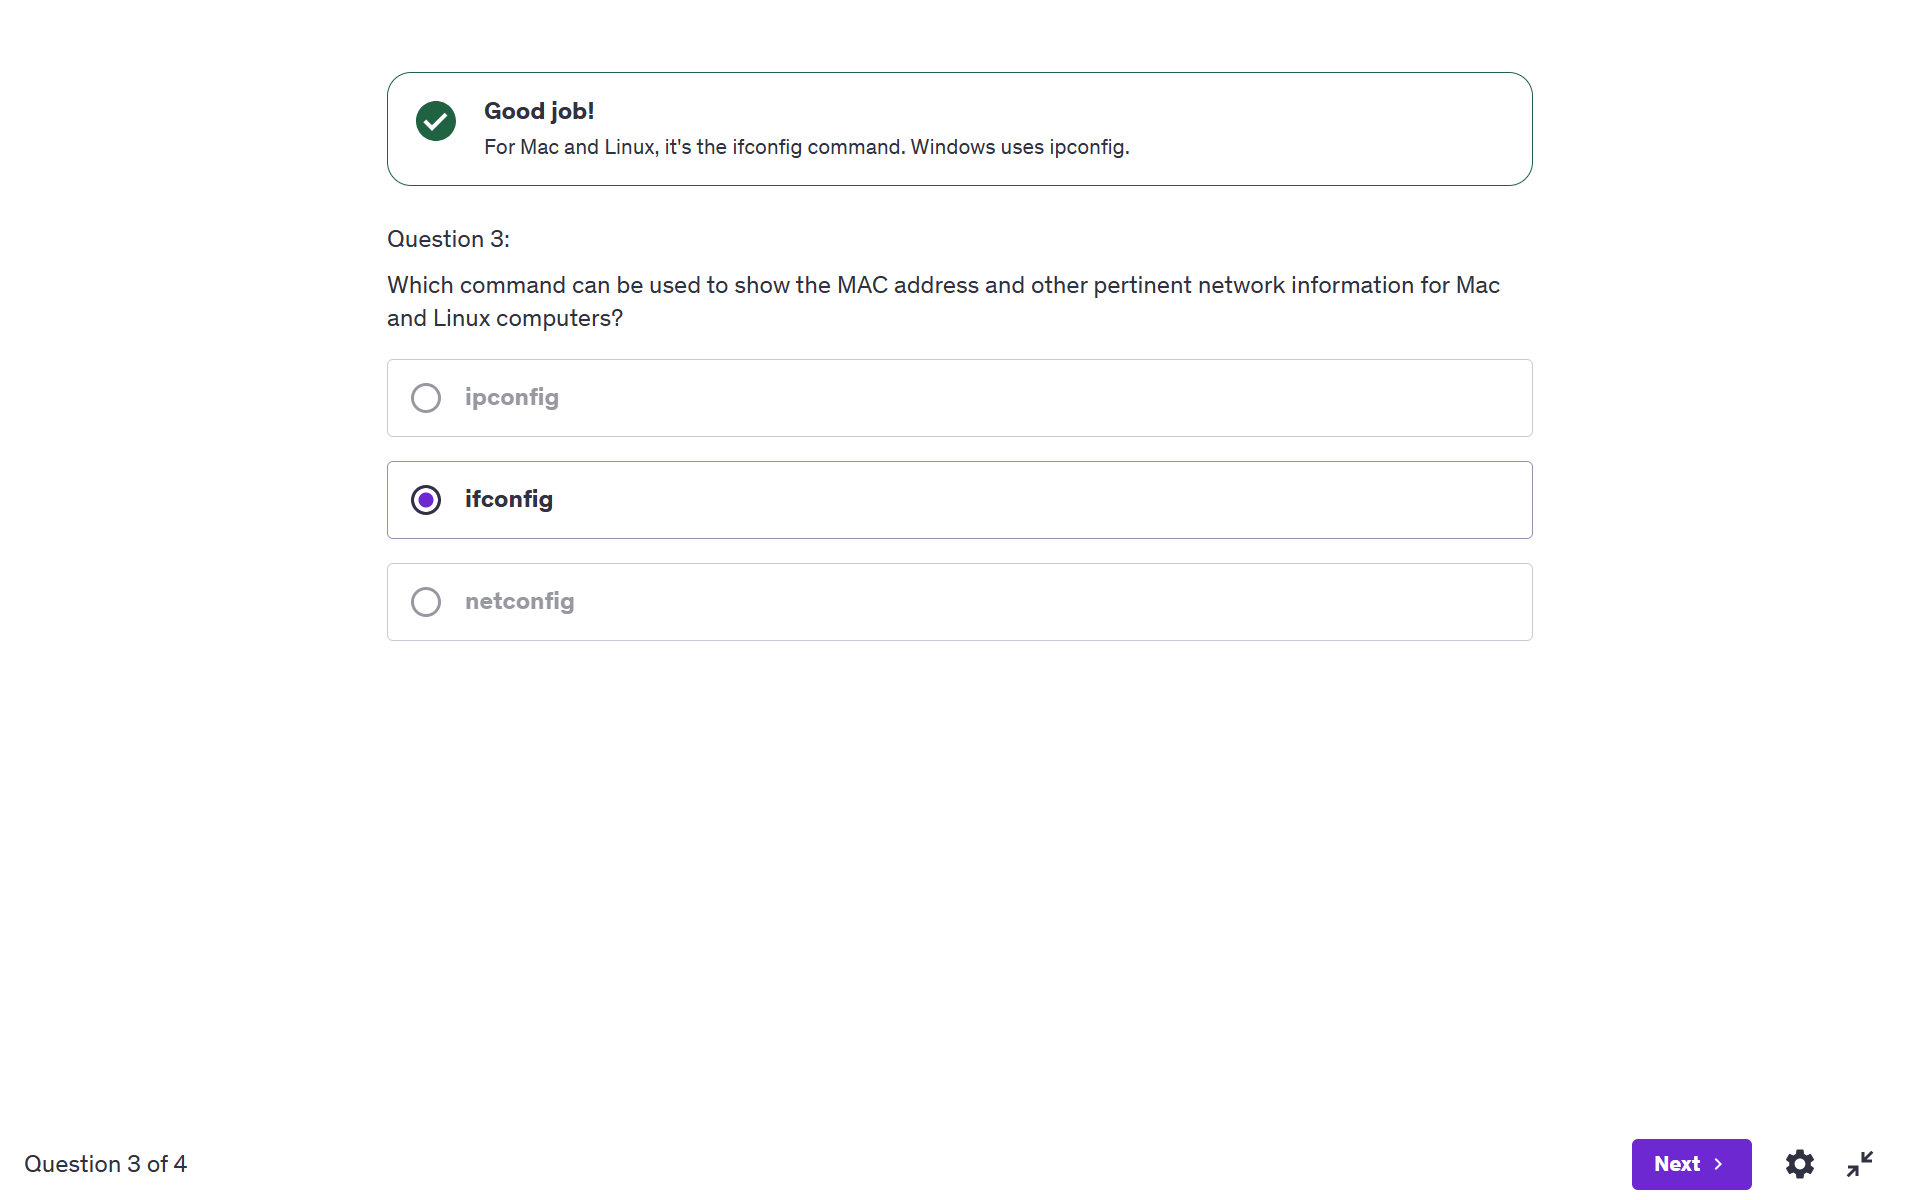 Good job!
For Mac and Linux, it's the ifconfig command. Windows uses ipconfig.
Question 3:
Which command can be used to show the MAC address and other pertinent network information for Mac
and Linux computers?
ipconfig
ifconfig
netconfig
Question 3 of 4
Next